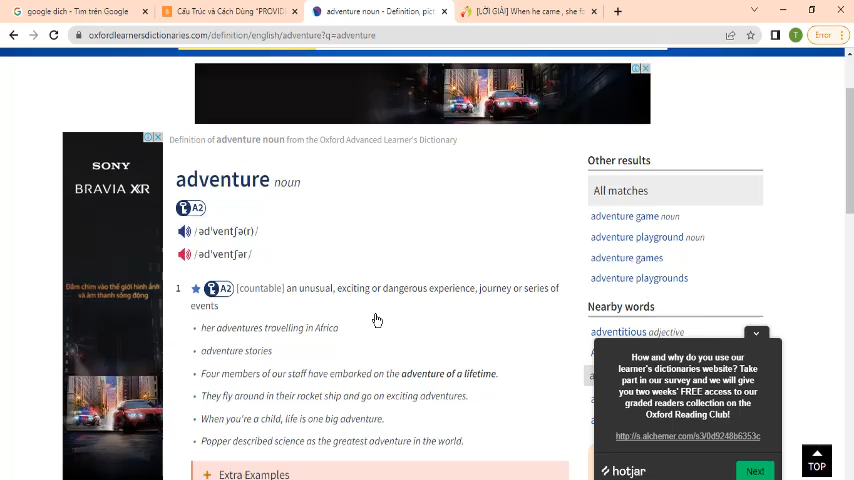 google dich - Tìm trên Google
Cấu Trúc và Cách Dùng "PROVID
adventure noun - Definition, pict
[LỜI GIẢI] When he came , she fo
oxfordlearnersdictionaries.com/definition/english/adventure?q=adventure
Error
Definition of adventure noun from the Oxford Advanced Learner's Dictionary
SONY
BRAVIA XR
Đắm chìm vào thế giới hình ảnh
và âm thanh sống động
adventure noun
A2
/ədˈventʃə(r)/
/ədˈventʃər/
1 A2 [countable] an unusual, exciting or dangerous experience, journey or series of
events
• her adventures travelling in Africa
• adventure stories
• Four members of our staff have embarked on the adventure of a lifetime.
• They fly around in their rocket ship and go on exciting adventures.
• When you're a child, life is one big adventure.
• Popper described science as the greatest adventure in the world.
+ Extra Examples
Other results
All matches
adventure game noun
adventure playground noun
adventure games
adventure playgrounds
Nearby words
adventitious adjective
How and why do you use our
learner's dictionaries website? Take
part in our survey and we will give
you two weeks' FREE access to our
graded readers collection on the
Oxford Reading Club!
http://s.alchemer.com/s3/0d9248b6353c
hotjar
Next
TOP